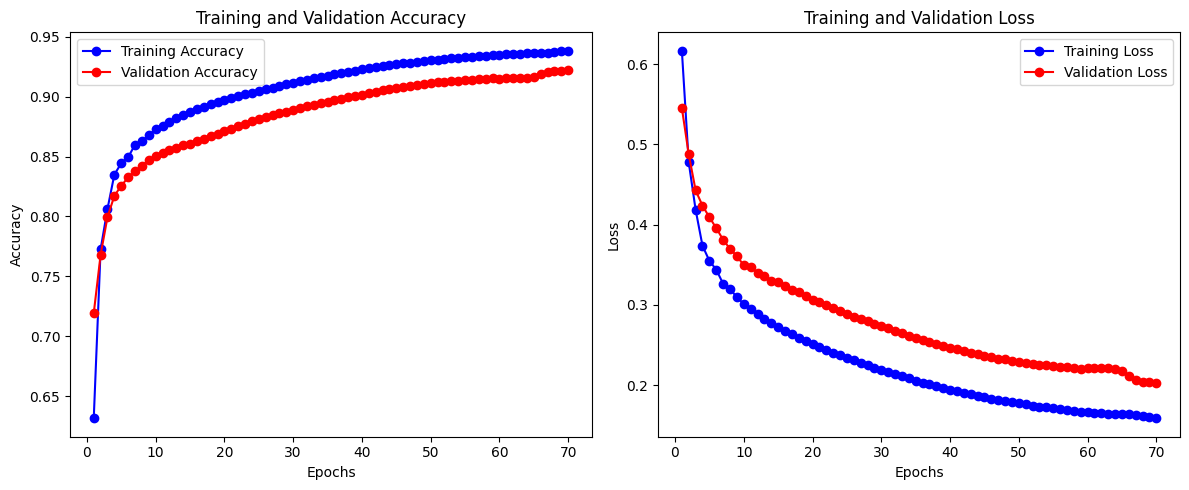 Training and Validation Accuracy
Training Accuracy
Validation Accuracy
0.95
0.90
0.85
0.80
0.75
0.70
0.65
Accuracy
0
10
20
30
40
50
60
70
Epochs
Training and Validation Loss
Training Loss
Validation Loss
0.6
0.5
0.4
0.3
0.2
Loss
0
10
20
30
40
50
60
70
Epochs